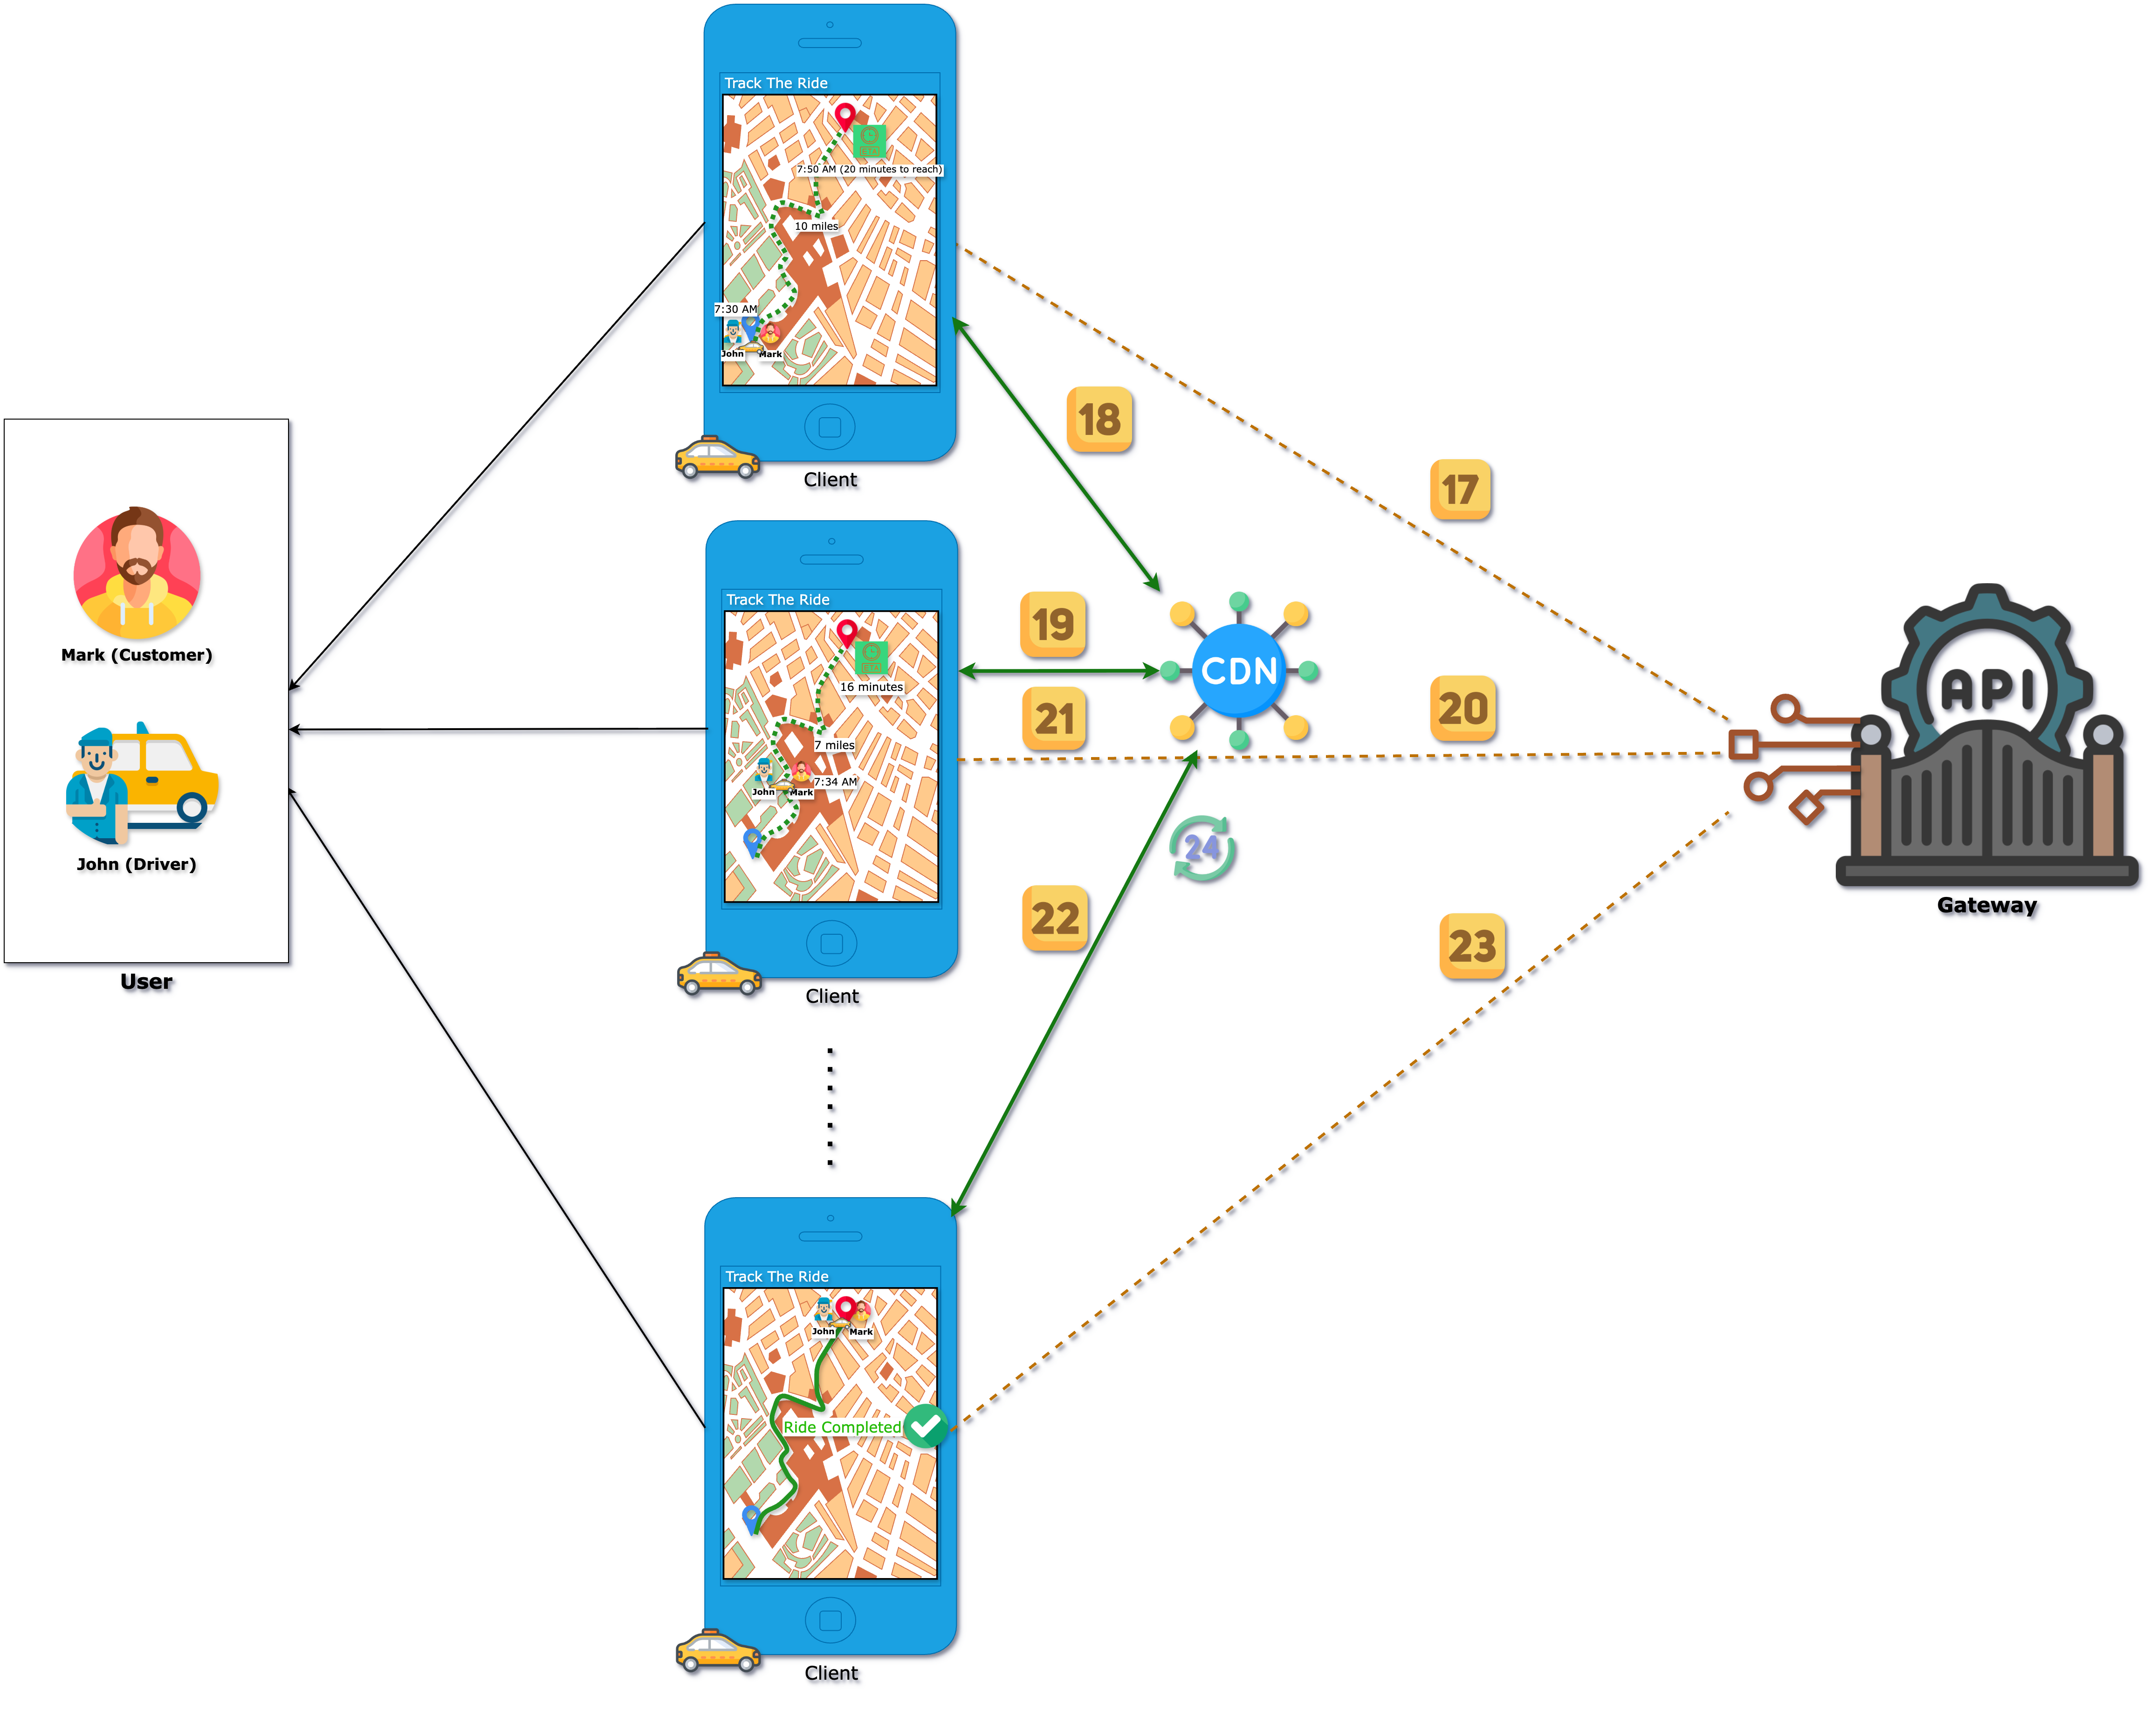 Track The Ride
ETA
7:50 AM (20 minutes to reach)
10 miles
7:30 AM
John
Mark
Client
18
17
Mark (Customer)
John (Driver)
User
Track The Ride
ETA
16 minutes
7 miles
7:34 AM
John
Mark
Client
19
21
CDN
20
API
Gateway
24
22
23
Track The Ride
John
Mark
Ride Completed
Client